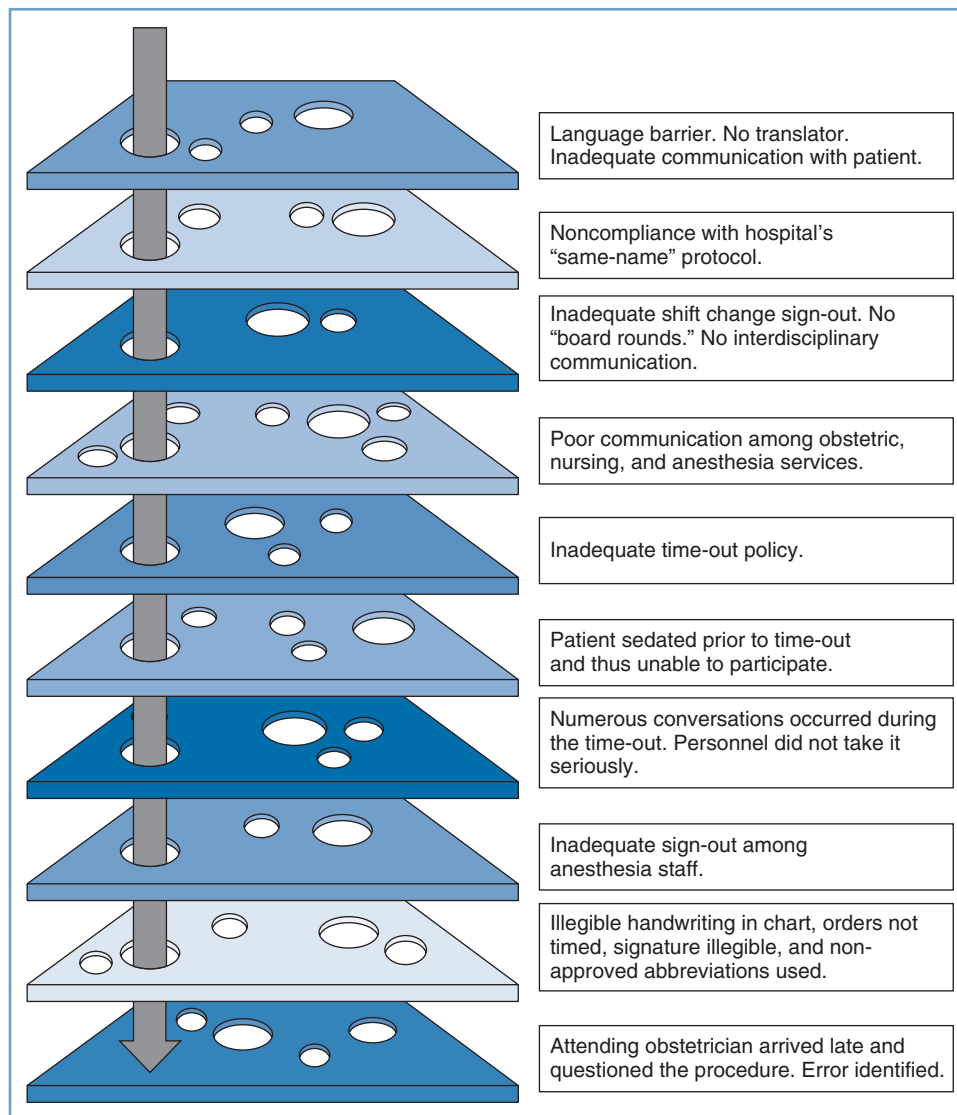 Language barrier. No translator.
Inadequate communication with patient.
Noncompliance with hospital's
“same-name” protocol.
Inadequate shift change sign-out. No
“board rounds.” No interdisciplinary
communication.
Poor communication among obstetric,
nursing, and anesthesia services.
Inadequate time-out policy.
Patient sedated prior to time-out
and thus unable to participate.
Numerous conversations occurred during
the time-out. Personnel did not take it
seriously.
Inadequate sign-out among
anesthesia staff.
Illegible handwriting in chart, orders not
timed, signature illegible, and non-
approved abbreviations used.
Attending obstetrician arrived late and
questioned the procedure. Error identified.